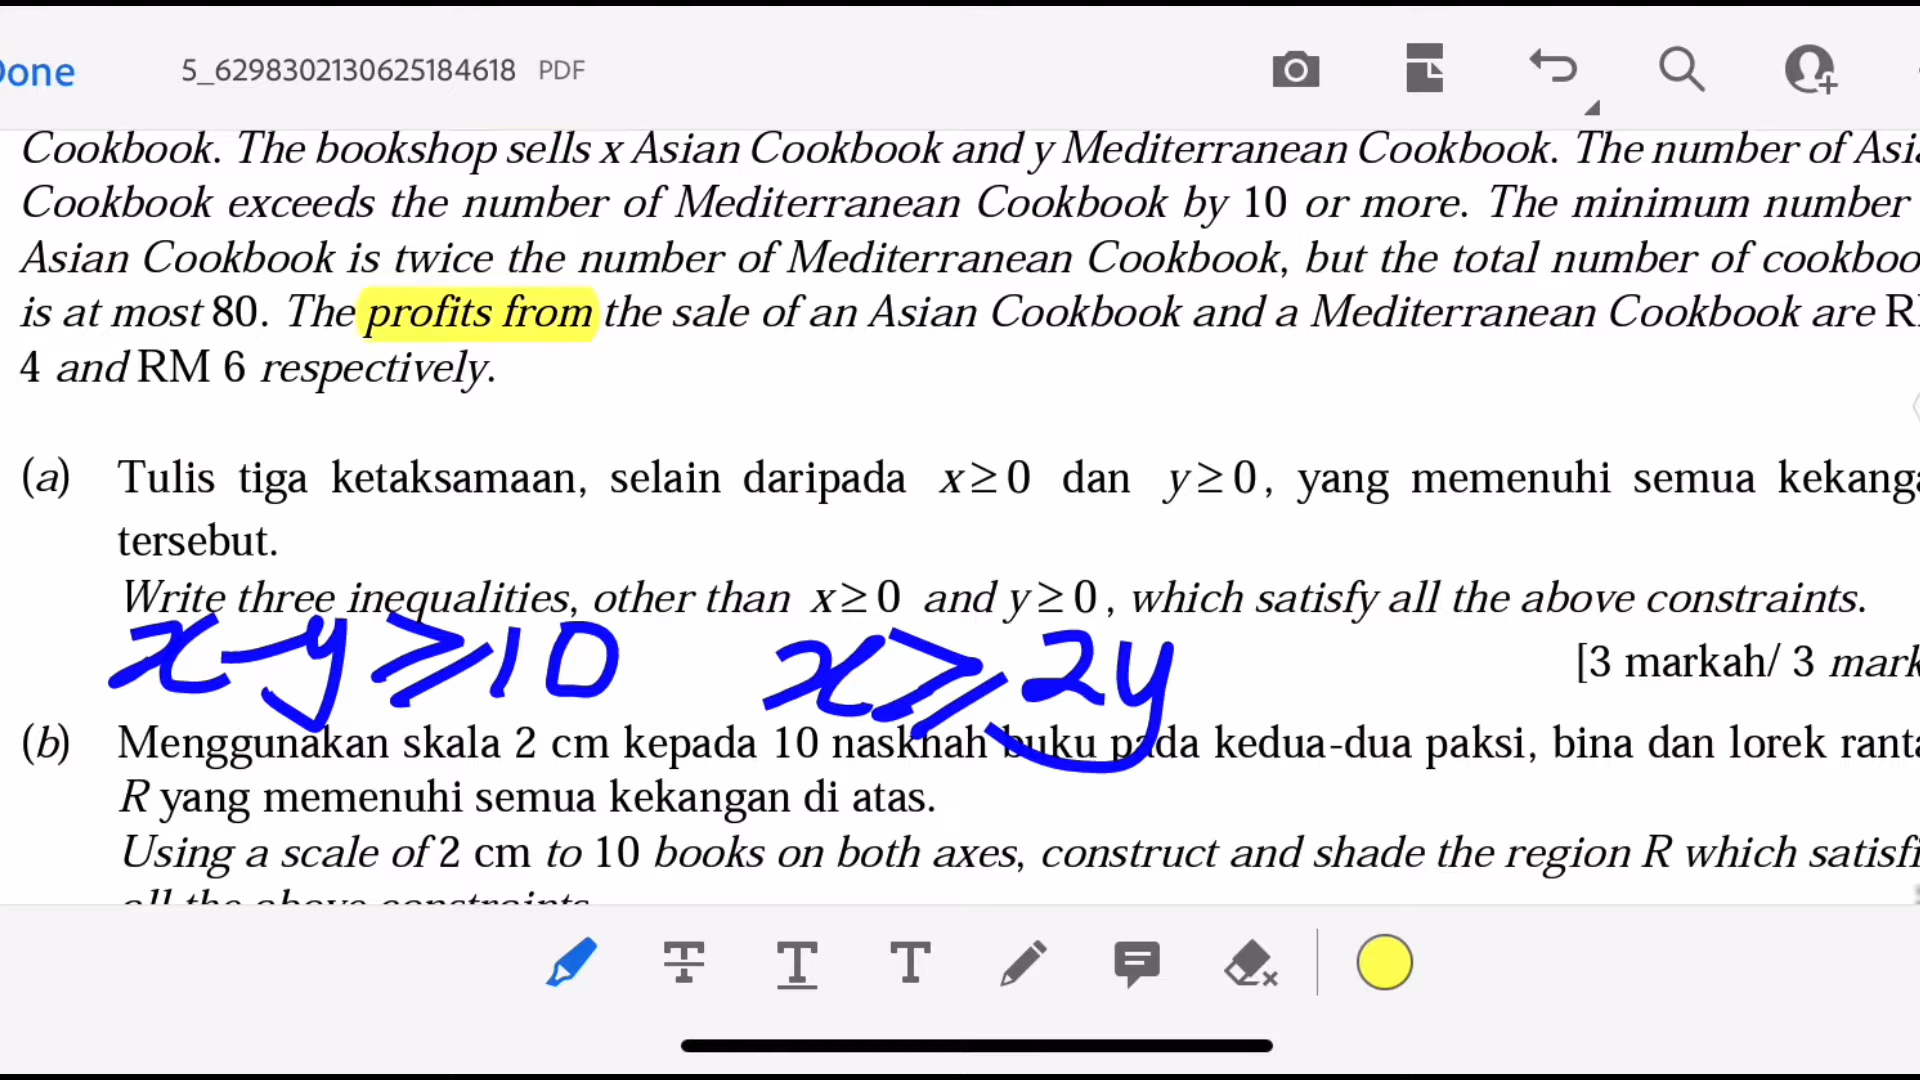 5_6298302130625184618 PDF
Cookbook. The bookshop sells x Asian Cookbook and y Mediterranean Cookbook. The number of
Cookbook exceeds the number of Mediterranean Cookbook by 10 or more. The minimum number
Asian Cookbook is twice the number of Mediterranean Cookbook, but the total number of
is at most 80. The profits from the sale of an Asian Cookbook and a Mediterranean Cookbook are
4 and RM 6 respectively.
(a) Tulis tiga ketaksamaan, selain daripada x≥0 dan y≥0, yang memenuhi semua
tersebut.
Write three inequalities, other than x≥0 and y≥0, which satisfy all the above constraints.
x-y≥10 x≥2y
[3 markah/ 3
(b) Menggunakan skala 2 cm kepada 10 naskhah buku pada kedua-dua paksi, bina dan lorek
R yang memenuhi semua kekangan di atas.
Using a scale of 2 cm to 10 books on both axes, construct and shade the region R which
all the above constraints